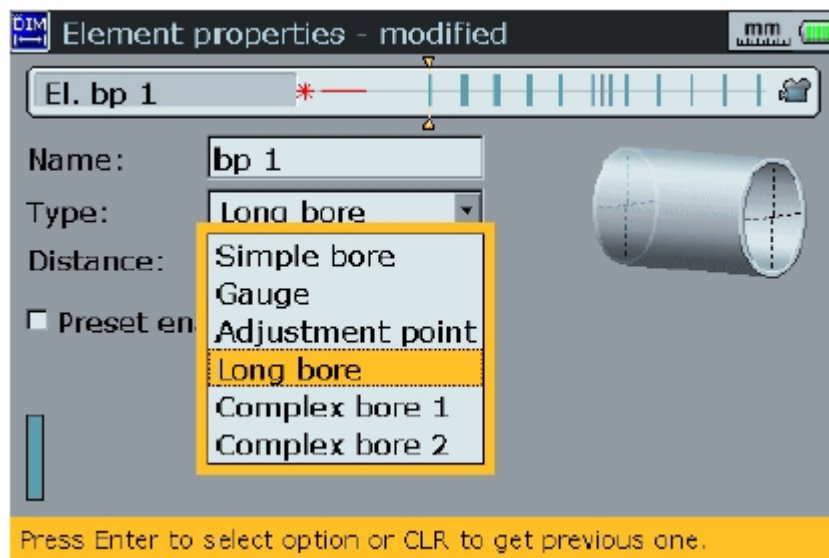 DIM
Element properties - modified
mm
El. bp 1
Name:
bp 1
Type:
Long bore
Distance:
Simple bore
Gauge
Preset en
Adjustment point
Long bore
Complex bore 1
Complex bore 2
Press Enter to select option or CLR to get previous one.